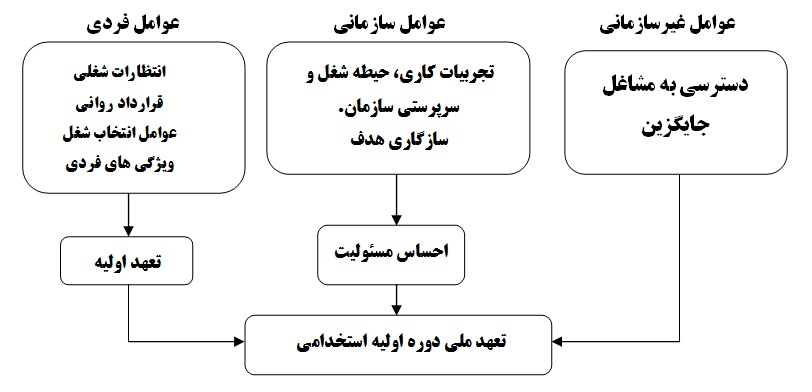 عوامل غیرسازمانی
دسترسی به مشاغل
جایگزین
عوامل سازمانی
تجربیات کاری، حیطه شغل و
سرپرستی سازمان.
سازگاری هدف
احساس مسئولیت
عوامل فردی
انتظارات شغلی
قرارداد روانی
عوامل انتخاب شغل
ویژگی های فردی
تعهد اولیه
تعهد ملی دوره اولیه استخدامی